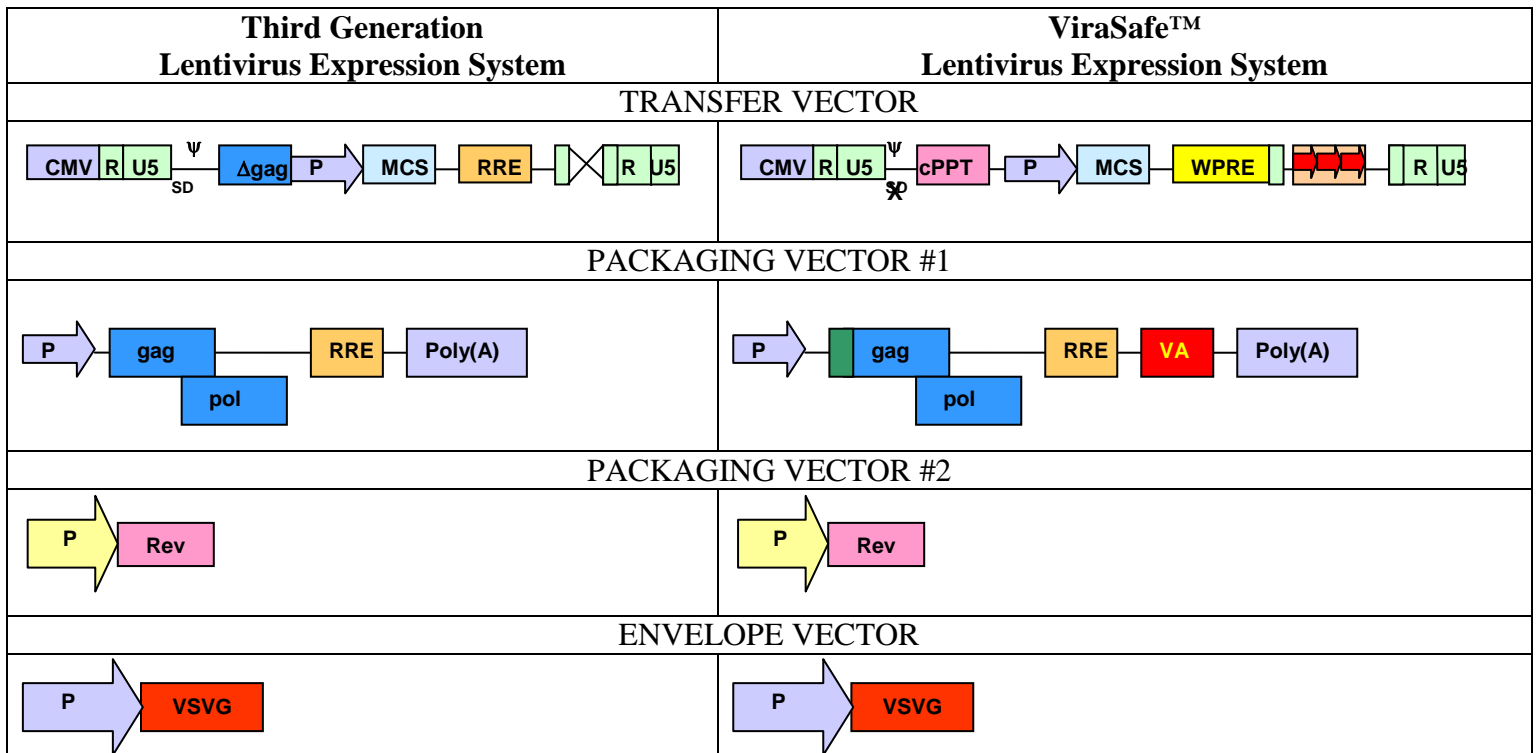 Third Generation
Lentivirus Expression System
ViraSafe™
Lentivirus Expression System
TRANSFER VECTOR
CMV R U5 ψ SD Δgag P MCS RRE R U5
CMV R U5 ψ SD X cPPT P MCS WPRE R U5
PACKAGING VECTOR #1
P gag pol RRE Poly(A)
P gag pol RRE VA Poly(A)
PACKAGING VECTOR #2
P Rev
P Rev
ENVELOPE VECTOR
P VSVG
P VSVG